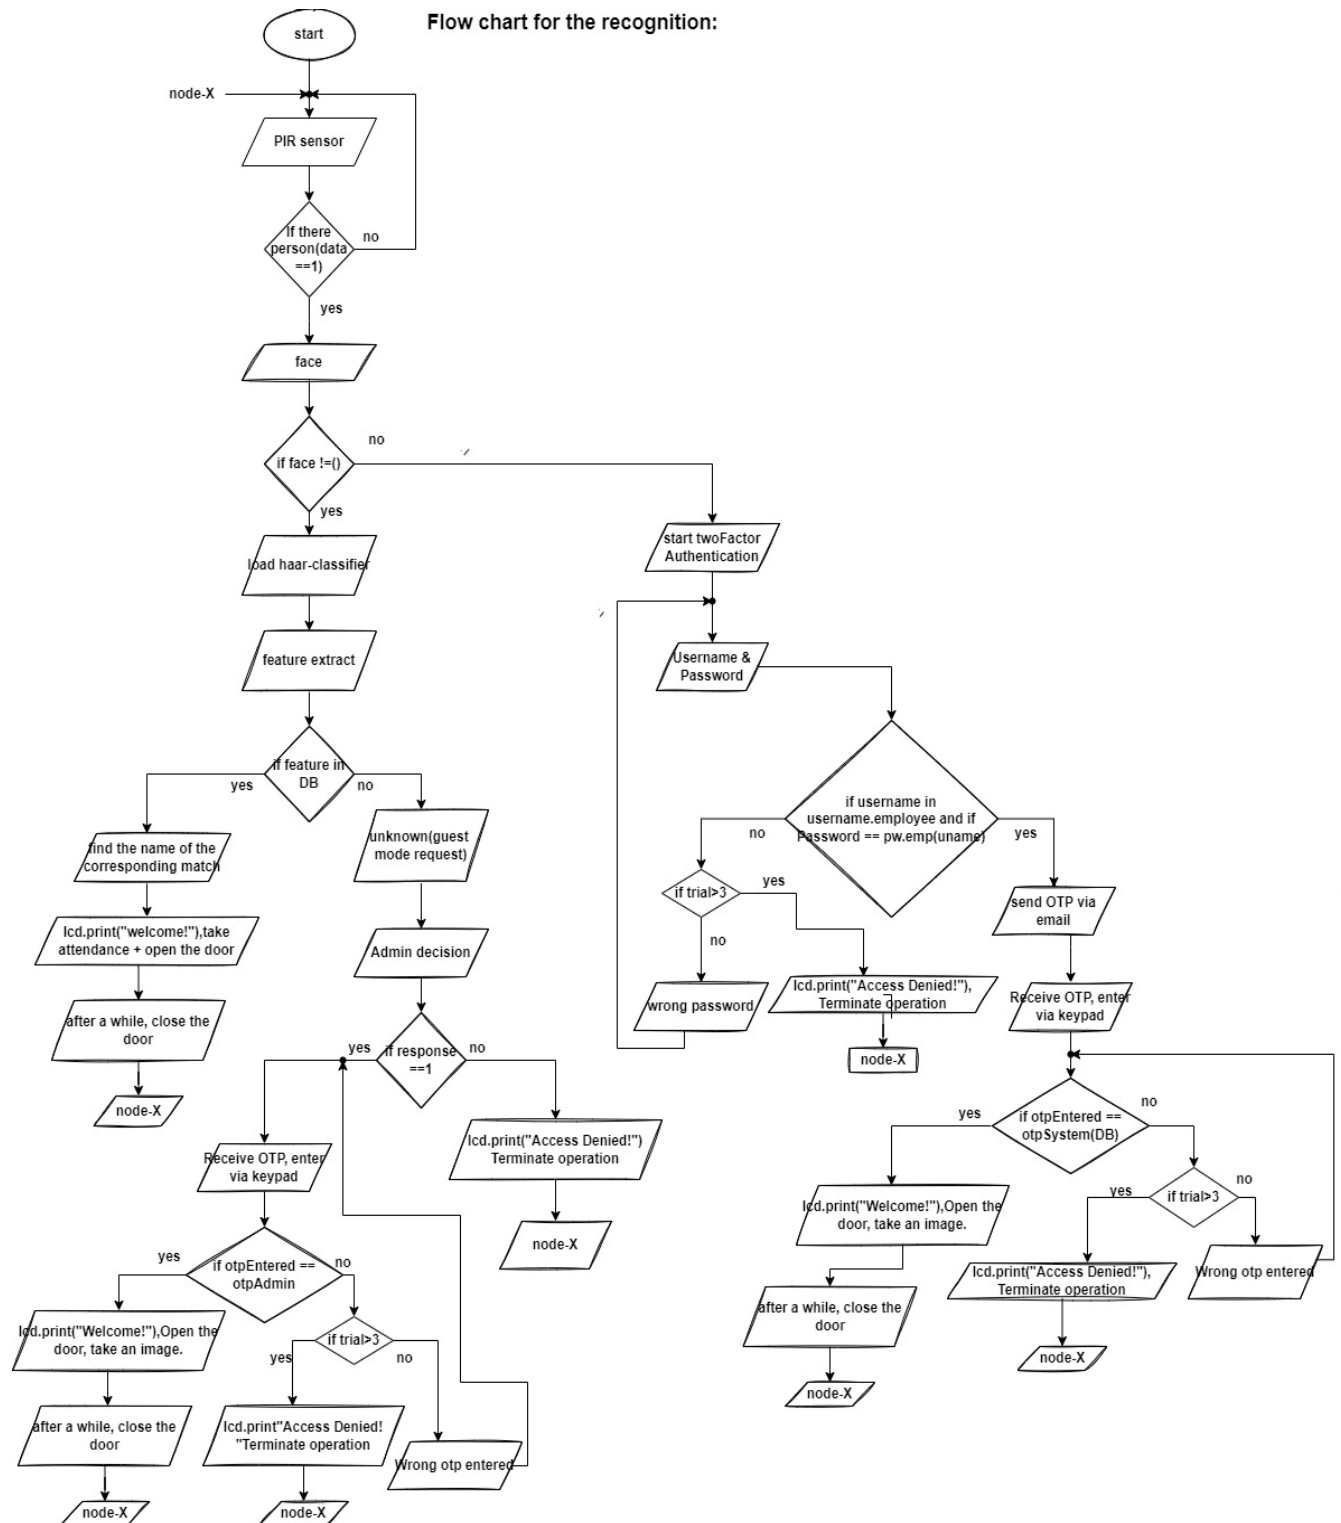 Flow chart for the recognition:
start
node-X
PIR sensor
If there
person(data
==1)
no
yes
face
if face !=()
no
yes
load haar-classifier
feature extract
if feature in
DB
yes
no
find the name of the
corresponding match
lcd.print("welcome!"),take
attendance + open the door
after a while, close the
door
node-X
unknown(guest
mode request)
Admin decision
if response
==1
yes
no
lcd.print("Access Denied!")
Terminate operation
node-X
Receive OTP, enter
via keypad
if otpEntered ==
otpAdmin
yes
no
lcd.print("Welcome!"),Open the
door, take an image.
after a while, close the
door
node-X
if trial>3
yes
no
lcd.print"Access Denied!
"Terminate operation
node-X
Wrong otp entered
start twoFactor
Authentication
Username &
Password
if username in
username.employee and if
Password == pw.emp(uname)
no
yes
if trial>3
yes
no
wrong password
lcd.print("Access Denied!"),
Terminate operation
node-X
send OTP via
email
Receive OTP, enter
via keypad
if otpEntered ==
otpSystem(DB)
yes
no
lcd.print("Welcome!"),Open the
door, take an image.
after a while, close the
door
node-X
if trial>3
yes
no
lcd.print("Access Denied!"),
Terminate operation
node-X
Wrong otp entered